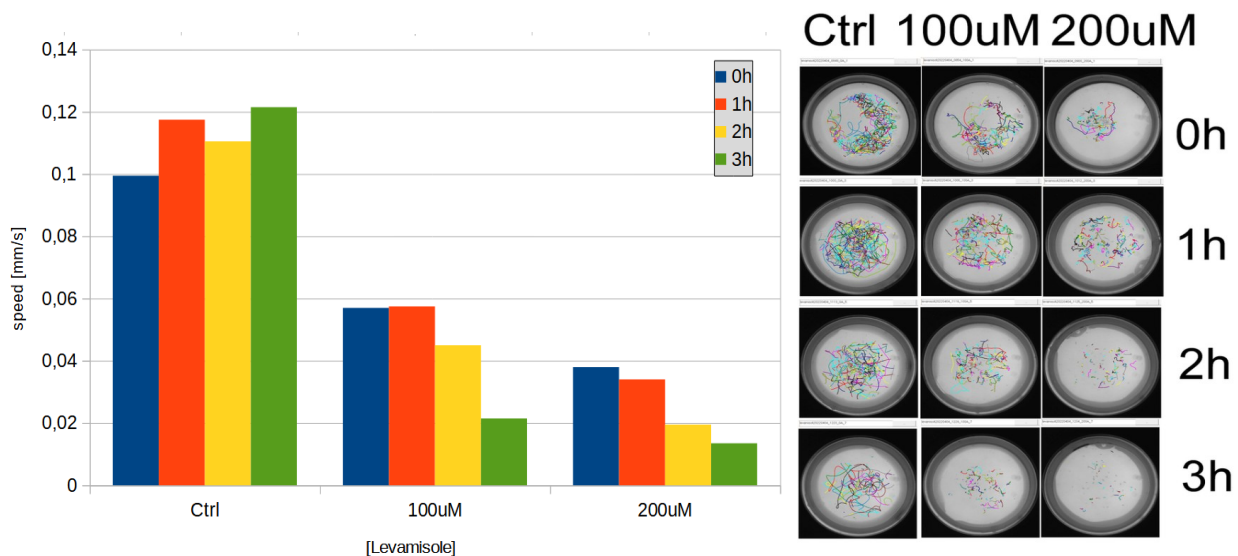 0,14
0,12
0,1
0,08
0,06
0,04
0,02
0
speed [mm/s]
0h
1h
2h
3h
Ctrl 100uM 200uM
[Levamisole]
Ctrl 100uM 200uM
0h
1h
2h
3h